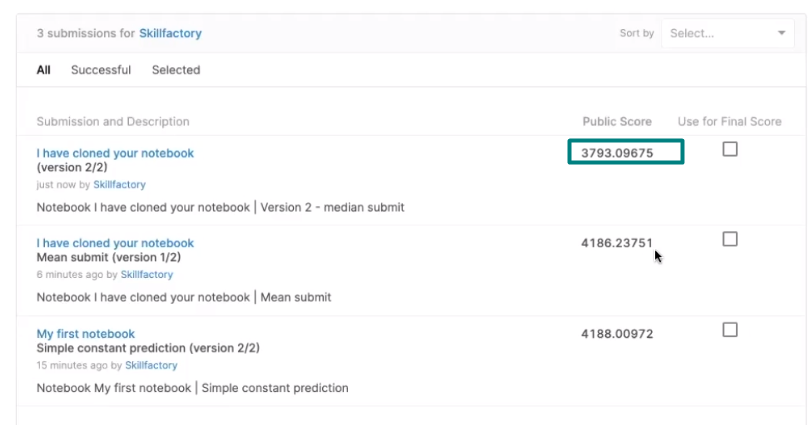 3 submissions for Skillfactory
Sort by
Select...
All Successful Selected
Submission and Description Public Score Use for Final Score
I have cloned your notebook 3793.09675
(version 2/2)
just now by Skillfactory
Notebook I have cloned your notebook | Version 2 - median submit
I have cloned your notebook 4186.23751
Mean submit (version 1/2)
6 minutes ago by Skillfactory
Notebook I have cloned your notebook | Mean submit
My first notebook 4188.00972
Simple constant prediction (version 2/2)
15 minutes ago by Skillfactory
Notebook My first notebook | Simple constant prediction